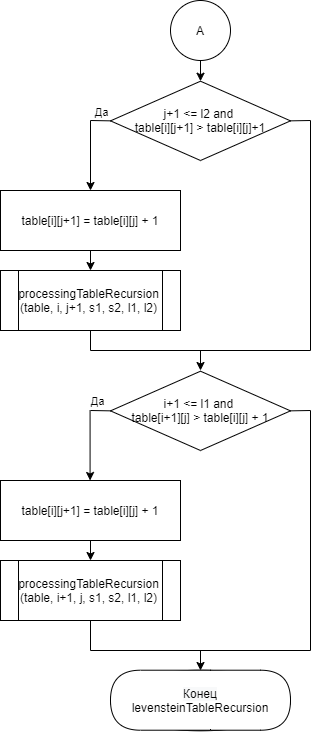 A
j+1 <= l2 and
table[i][j+1] > table[i][j]+1
Да
table[i][j+1] = table[i][j] + 1
processingTableRecursion
(table, i, j+1, s1, s2, l1, l2)
i+1 <= l1 and
table[i+1][j] > table[i][j] + 1
Да
table[i][j+1] = table[i][j] + 1
processingTableRecursion
(table, i+1, j, s1, s2, l1, l2)
Конец
levensteinTableRecursion